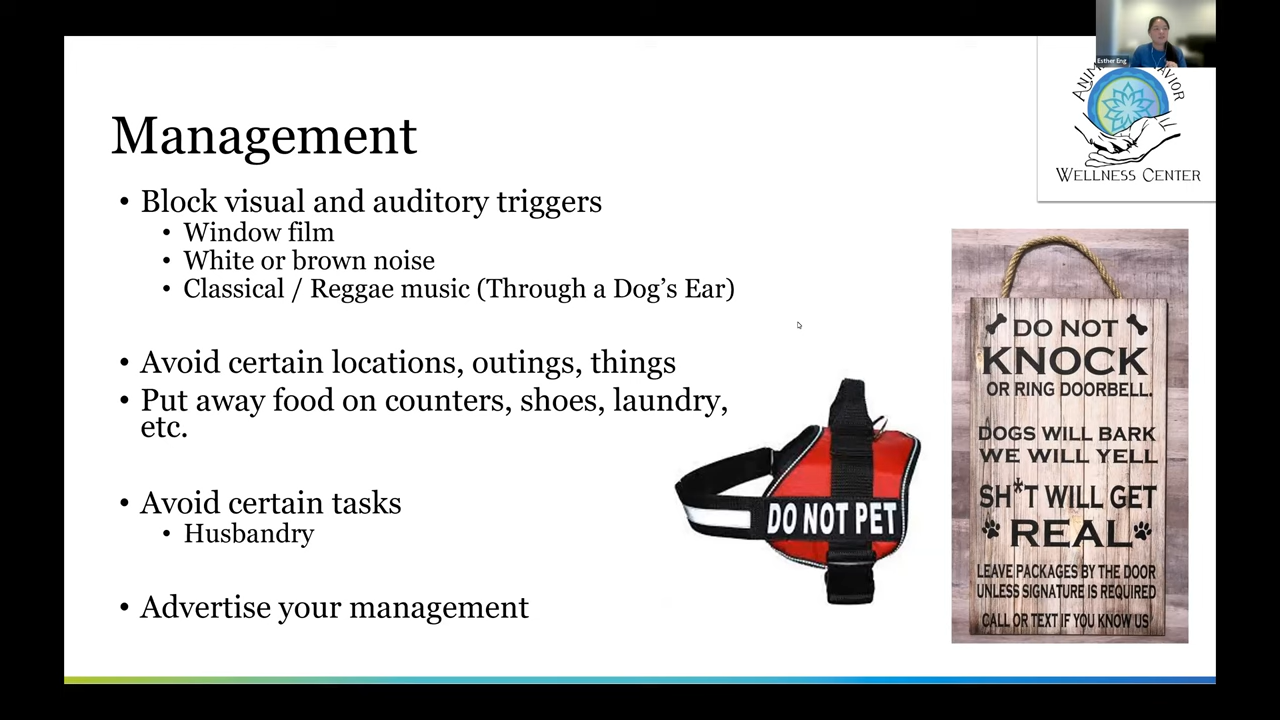 Esther Eng
WELLNESS CENTER
Management
• Block visual and auditory triggers
• Window film
• White or brown noise
• Classical / Reggae music (Through a Dog’s Ear)
• Avoid certain locations, outings, things
• Put away food on counters, shoes, laundry,
etc.
• Avoid certain tasks
• Husbandry
• Advertise your management
DO NOT PET
DO NOT
KNOCK
OR RING DOORBELL.
DOGS WILL BARK
WE WILL YELL
SH*T WILL GET
REAL
LEAVE PACKAGES BY THE DOOR
UNLESS SIGNATURE IS REQUIRED
CALL OR TEXT IF YOU KNOW US